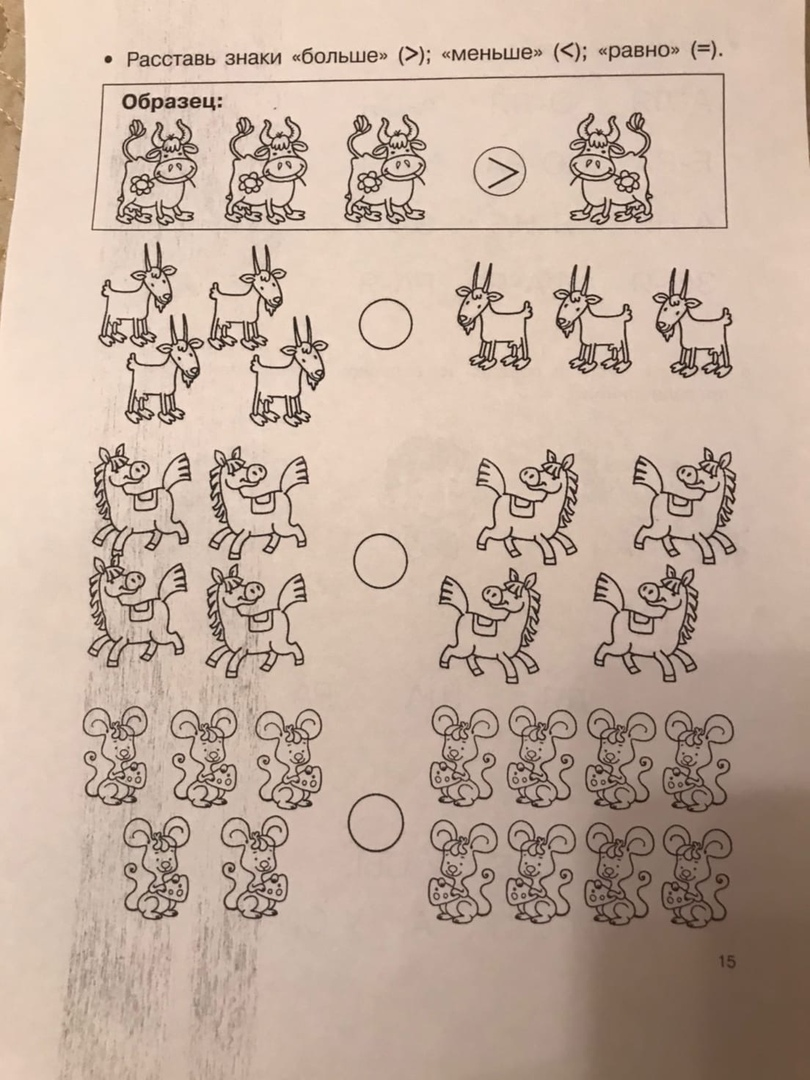 • Расставь знаки «больше» (>); «меньше» (<); «равно» (=).
Образец:
>
15